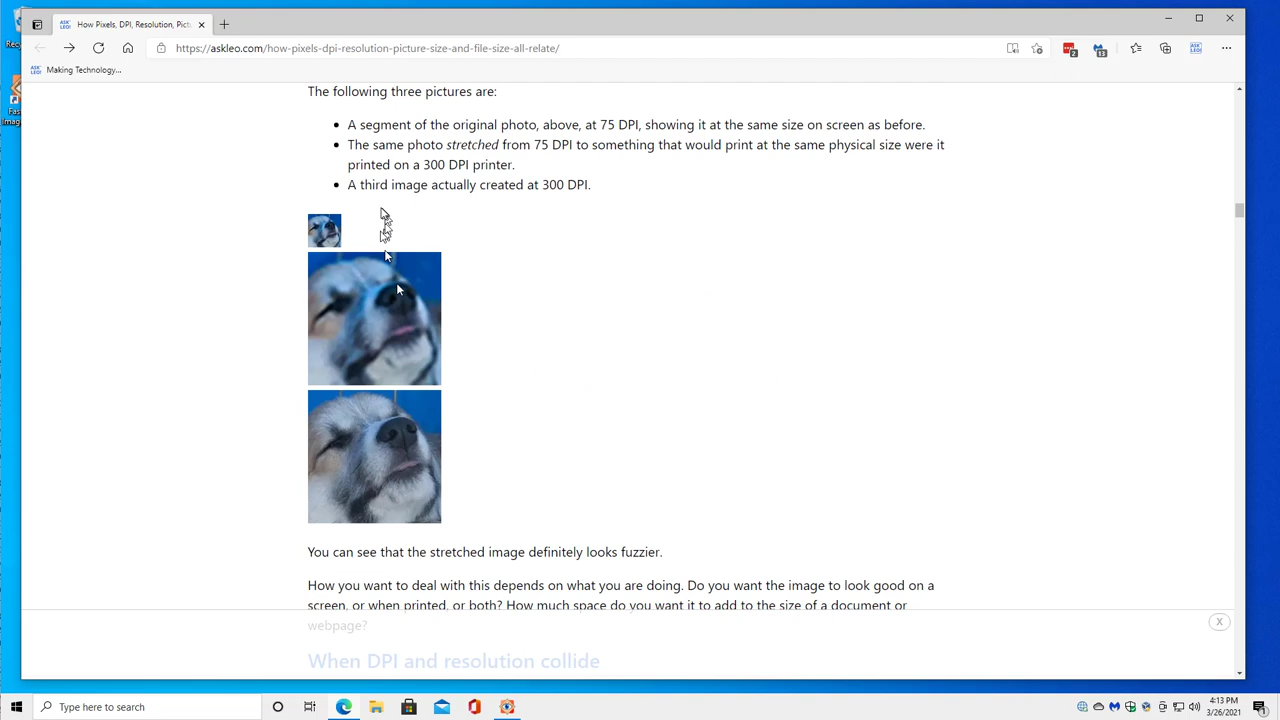 How Pixels, DPI, Resolution, Pict
https://askleo.com/how-pixels-dpi-resolution-picture-size-and-file-size-all-relate/
2
13
ASK LEO!
ASK LEO! Making Technology...
The following three pictures are:
• A segment of the original photo, above, at 75 DPI, showing it at the same size on screen as before.
• The same photo stretched from 75 DPI to something that would print at the same physical size were it
printed on a 300 DPI printer.
• A third image actually created at 300 DPI.
You can see that the stretched image definitely looks fuzzier.
How you want to deal with this depends on what you are doing. Do you want the image to look good on a
screen, or when printed, or both? How much space do you want it to add to the size of a document or
webpage?
X
When DPI and resolution collide
Type here to search
4:13 PM
3/26/2021
1